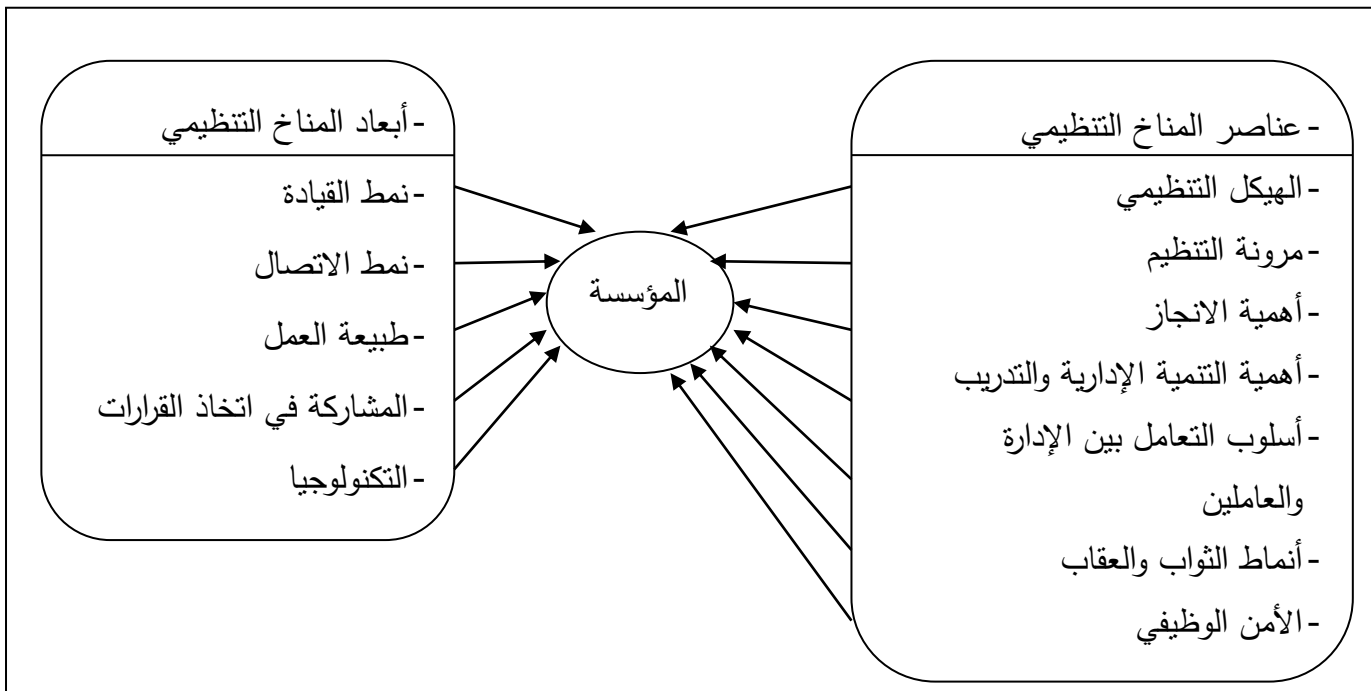 - عناصر المناخ التنظيمي
- الهيكل التنظيمي
- مرونة التنظيم
- أهمية الانجاز
- أهمية التنمية الإدارية والتدريب
- أسلوب التعامل بين الإدارة
والعاملين
- أنماط الثواب والعقاب
- الأمن الوظيفي
المؤسسة
- أبعاد المناخ التنظيمي
- نمط القيادة
- نمط الاتصال
- طبيعة العمل
- المشاركة في اتخاذ القرارات
- التكنولوجيا